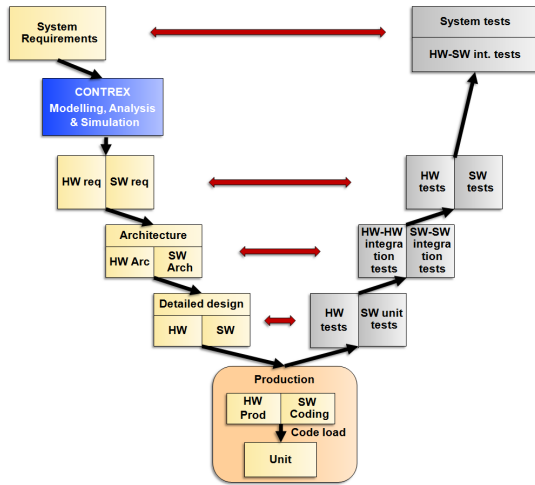 System
Requirements
System tests
HW-SW int. tests
CONTREX
Modelling, Analysis
& Simulation
HW req
SW req
HW
tests
SW
tests
Architecture
HW Arc
SW
Arch
HW-HW
integra
tion
tests
SW-SW
integra
tion
tests
Detailed design
HW
SW
HW
tests
SW unit
tests
Production
HW
Prod
SW
Coding
Code load
Unit